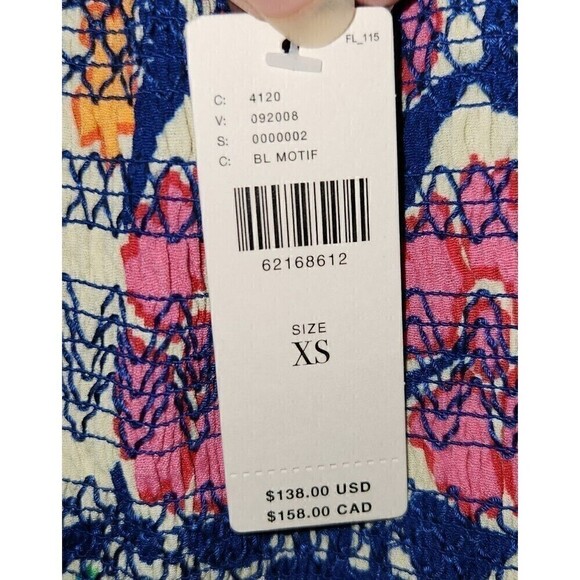 FL_115
C: 4120
V: 092008
S: 0000002
C: BL MOTIF
62168612
SIZE
XS
$138.00 USD
$158.00 CAD